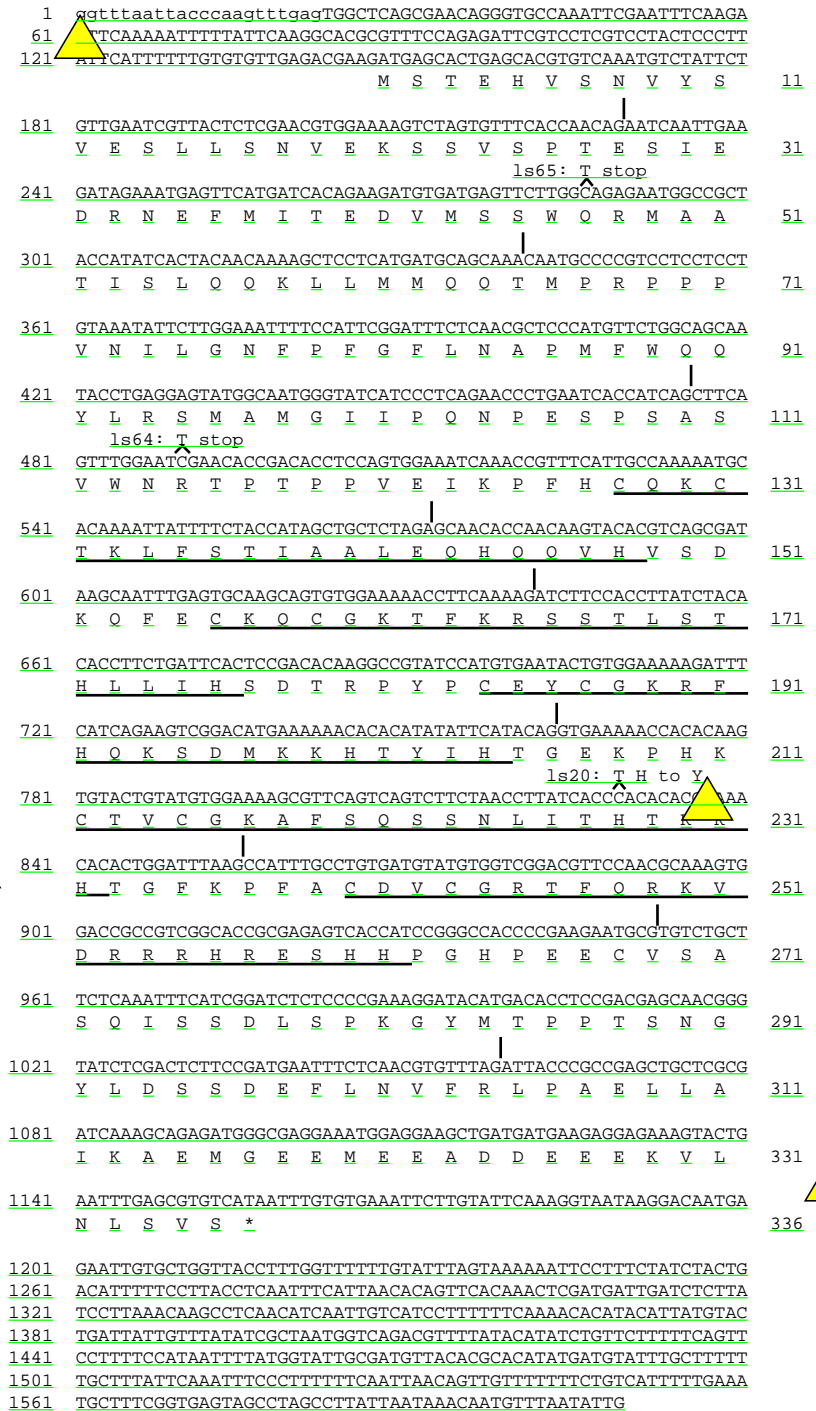 1 ggtttaattacccaagtttgagTGGCTCAGCGAACAGGGTGCCAAATTCGAATTTCAAGA
61 TTCAAAAATTTTTATTCAAGGCACGCGTTTCCAGAGATTCGTCCTCGTCCTACTCCCTT
121 ATTCATTTTTTGTGTGTTGAGACGAAGATGAGCACTGAGCACGTGTCAAATGTCTATTCT
M S T E H V S N V Y S 11
181 GTTGAATCGTTACTCTCGAACGTGGAAAAGTCTAGTGTTTCACCAACAGAATCAATTGAA
V E S L L S N V E K S S V S P T E S I E 31
ls65: T stop
241 GATAGAAATGAGTTCATGATCACAGAAGATGTGATGAGTTCTTGGCAGAGAATGGCCGCT
D R N E F M I T E D V M S S W Q R M A A 51
301 ACCATATCACTACAACAAAAGCTCCTCATGATGCAGCAAACAATGCCCCGTCCTCCTCCT
T I S L Q Q K L L M M Q Q T M P R P P P 71
361 GTAAATATTCTTGGAAATTTTCCATTCGGATTTCTCAACGCTCCCATGTTCTGGCAGCAA
V N I L G N F P F G F L N A P M F W Q Q 91
421 TACCTGAGGAGTATGGCAATGGGTATCATCCCTCAGAACCCTGAATCACCATCAGCTTCA
Y L R S M A M G I I P Q N P E S P S A S 111
ls64: T stop
481 GTTTGGAATCGAACACCGACACCTCCAGTGGAAATCAAACCGTTTCATTGCCAAAAATGC
V W N R T P T P P V E I K P F H C Q K C 131
541 ACAAAATTATTTTCTACCATAGCTGCTCTAGAGCAACACCAACAAGTACACGTCAGCGAT
T K L F S T I A A L E Q H Q Q V H V S D 151
601 AAGCAATTTGAGTGCAAGCAGTGTGGAAAAACCTTCAAAAGATCTTCCACCTTATCTACA
K Q F E C K Q C G K T F K R S S T L S T 171
661 CACCTTCTGATTCACTCCGACACAAGGCCGTATCCATGTGAATACTGTGGAAAAAGATTT
H L L I H S D T R P Y P C E Y C G K R F 191
721 CATCAGAAGTCGGACATGAAAAAACACACATATATTCATACAGGTGAAAAACCACACAAG
H Q K S D M K K H T Y I H T G E K P H K 211
ls20: T H to Y
781 TGTACTGTATGTGGAAAAGCGTTCAGTCAGTCTTCTAACCTTATCACCCACACACGAAAA
C T V C G K A F S Q S S N L I T H T R K 231
841 CACACTGGATTTAAGCCATTTGCCTGTGATGTATGTGGTCGGACGTTCCAACGCAAAGTG
H T G F K P F A C D V C G R T F Q R K V 251
901 GACCGCCGTCGGCACCGCGAGAGTCACCATCCGGGCCACCCCGAAGAATGCGTGTCTGCT
D R R R H R E S H H P G H P E E C V S A 271
961 TCTCAAATTTCATCGGATCTCTCCCCGAAAGGATACATGACACCTCCGACGAGCAACGGG
S Q I S S D L S P K G Y M T P P T S N G 291
1021 TATCTCGACTCTTCCGATGAATTTCTCAACGTGTTTAGATTACCCGCCGAGCTGCTCGCG
Y L D S S D E F L N V F R L P A E L L A 311
1081 ATCAAAGCAGAGATGGGCGAGGAAATGGAGGAAGCTGATGATGAAGAGGAGAAAGTACTG
I K A E M G E E M E E A D D E E E K V L 331
1141 AATTTGAGCGTGTCATAATTTGTGTGAAATTCTTGTATTCAAAGGTAATAAGGACAATGA
N L S V S * 336
1201 GAATTGTGCTGGTTACCTTTGGTTTTTTGTATTTAGTAAAAAATTCCTTTCTATCTACTG
1261 ACATTTTTCCTTACCTCAATTTCATTAACACAGTTCACAAACTCGATGATTGATCTCTTA
1321 TCCTTAAACAAGCCTCAACATCAATTGTCATCCTTTTTTCAAAACACATACATTATGTAC
1381 TGATTATTGTTTATATCGCTAATGGTCAGACGTTTTATACATATCTGTTCTTTTTCAGTT
1441 CCTTTTCCATAATTTTATGGTATTGCGATGTTACACGCACATATGATGTATTTGCTTTTT
1501 TGCTTTATTCAAATTTCCCTTTTTTCAATTAACAGTTGTTTTTTTCTGTCATTTTTGAAA
1561 TGCTTTCGGTGAGTAGCCTAGCCTTATTAATAAACAATGTTTAATATTG